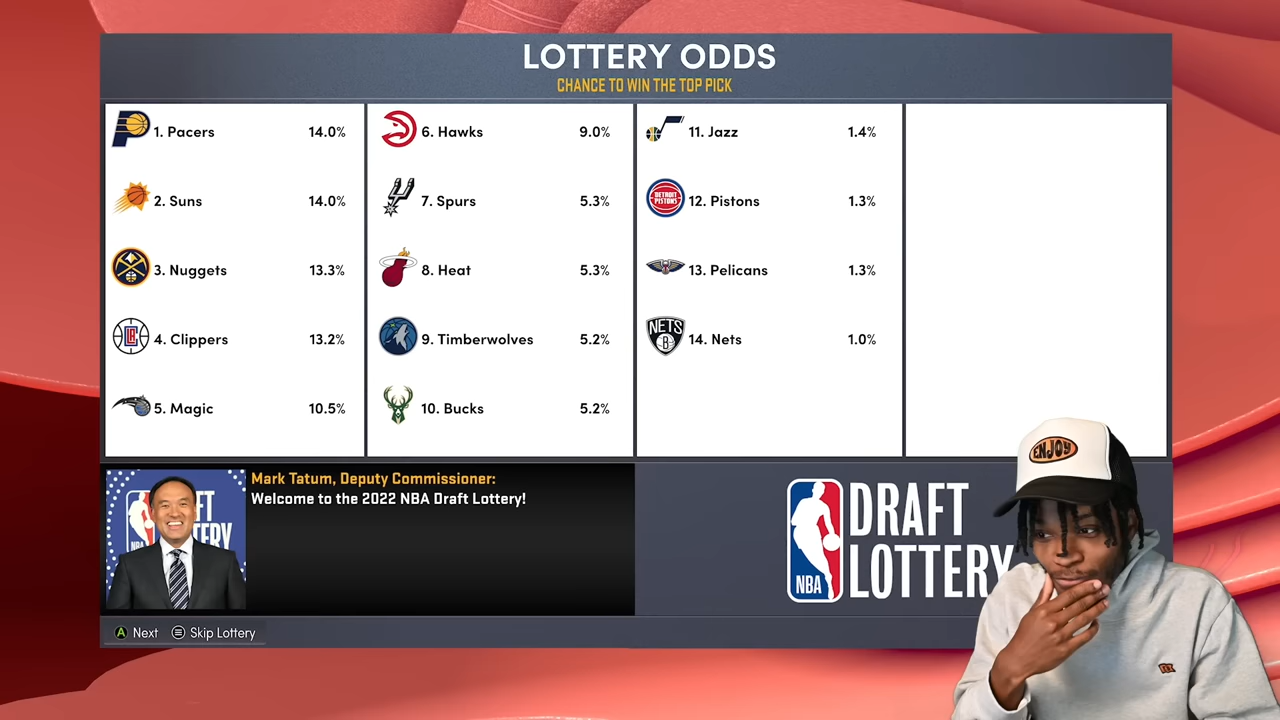 LOTTERY ODDS
CHANCE TO WIN THE TOP PICK
1. Pacers 14.0%
2. Suns 14.0%
3. Nuggets 13.3%
4. Clippers 13.2%
5. Magic 10.5%
6. Hawks 9.0%
7. Spurs 5.3%
8. Heat 5.3%
9. Timberwolves 5.2%
10. Bucks 5.2%
11. Jazz 1.4%
DETROIT
PISTONS
12. Pistons 1.3%
13. Pelicans 1.3%
NETS
B
14. Nets 1.0%
Mark Tatum, Deputy Commissioner:
Welcome to the 2022 NBA Draft Lottery!
NBA
DRAFT
LOTTERY
ENJOY
A Next Skip Lottery